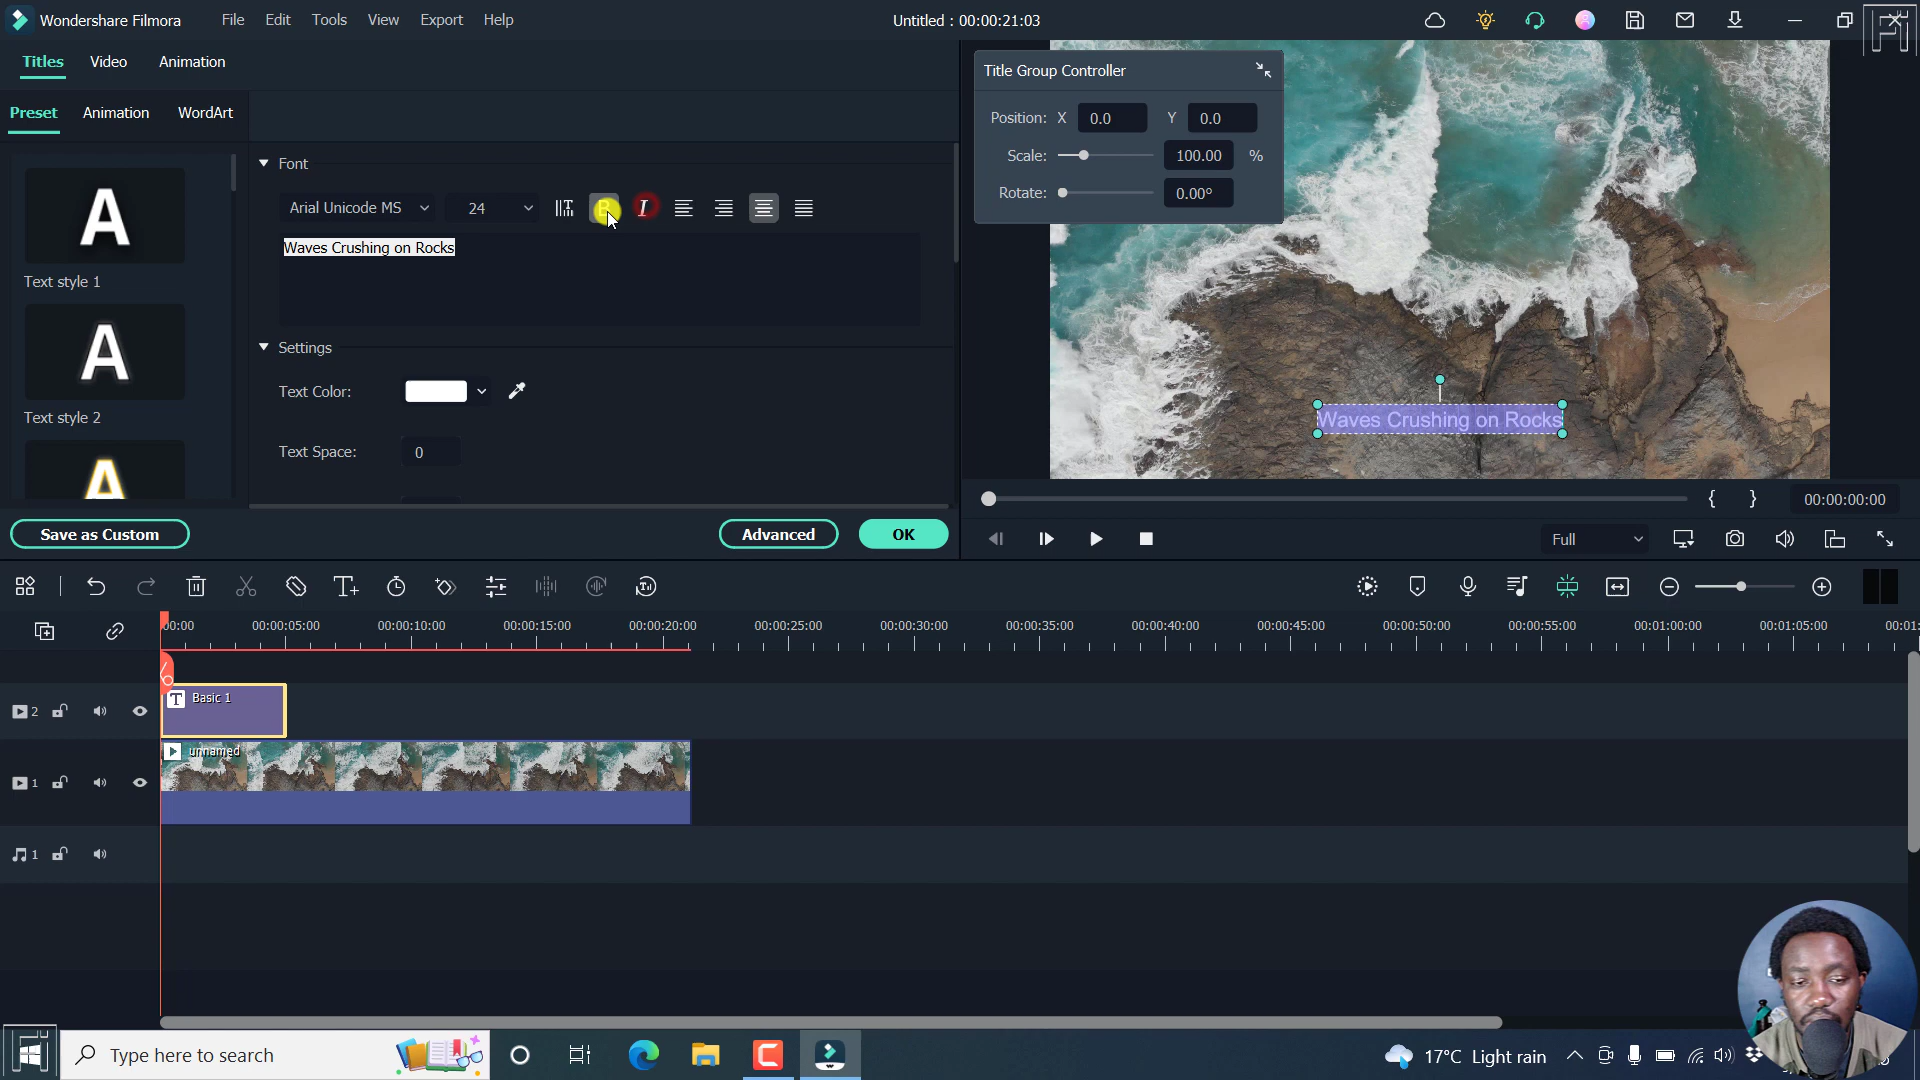 Wondershare Filmora File Edit Tools View Export Help Untitled : 00:00:21:03
Titles Video Animation
Preset Animation WordArt
Font
Arial Unicode MS 24 B I
Waves Crushing on Rocks
Text style 1
Text style 2
A
A
A
Settings
Text Color:
Text Space: 0
Save as Custom Advanced OK
Title Group Controller
Position: X 0.0 Y 0.0
Scale: 100.00 %
Rotate: 0.00°
Waves Crushing on Rocks
{ } 00:00:00:00
Full
00:00 00:00:05:00 00:00:10:00 00:00:15:00 00:00:20:00 00:00:25:00 00:00:30:00 00:00:35:00 00:00:40:00 00:00:45:00 00:00:50:00 00:00:55:00 00:01:00:00 00:01:05:00 00:01:
2 T Basic 1
1 unnamed
1
Type here to search 17°C Light rain